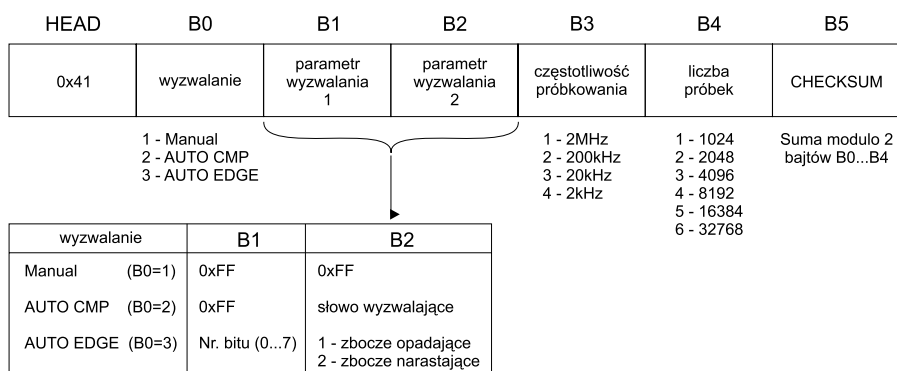 HEAD B0 B1 B2 B3 B4 B5
0x41
wyzwalanie
parametr
wyzwalania
1
parametr
wyzwalania
2
częstotliwość
próbkowania
liczba
próbek
CHECKSUM
1 - Manual
2 - AUTO CMP
3 - AUTO EDGE
1 - 2MHz
2 - 200kHz
3 - 20kHz
4 - 2kHz
1 - 1024
2 - 2048
3 - 4096
4 - 8192
5 - 16384
6 - 32768
Suma modulo 2
bajtów B0...B4
wyzwalanie B1 B2
Manual (B0=1) 0xFF 0xFF
AUTO CMP (B0=2) 0xFF słowo wyzwalające
AUTO EDGE (B0=3) Nr. bitu (0...7) 1 - zbocze opadające
2 - zbocze narastające